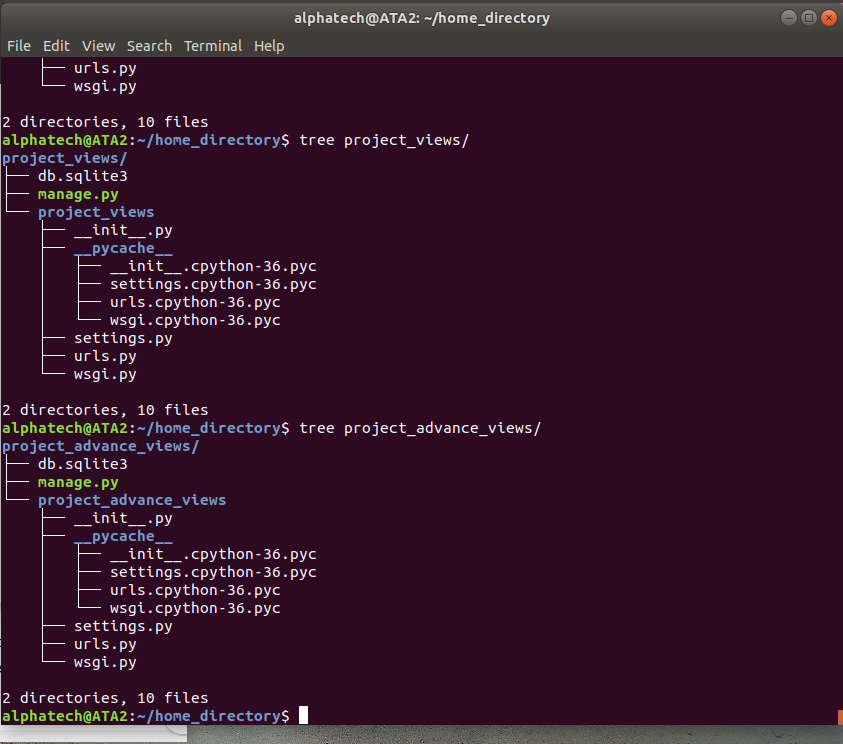 alphatech@ATA2: ~/home_directory
File Edit View Search Terminal Help
├── urls.py
└── wsgi.py
2 directories, 10 files
alphatech@ATA2:~/home_directory$ tree project_views/
project_views/
├── db.sqlite3
├── manage.py
└── project_views
    ├── __init__.py
    ├── __pycache__
    │   ├── __init__.cpython-36.pyc
    │   ├── settings.cpython-36.pyc
    │   ├── urls.cpython-36.pyc
    │   └── wsgi.cpython-36.pyc
    ├── settings.py
    ├── urls.py
    └── wsgi.py
2 directories, 10 files
alphatech@ATA2:~/home_directory$ tree project_advance_views/
project_advance_views/
├── db.sqlite3
├── manage.py
└── project_advance_views
    ├── __init__.py
    ├── __pycache__
    │   ├── __init__.cpython-36.pyc
    │   ├── settings.cpython-36.pyc
    │   ├── urls.cpython-36.pyc
    │   └── wsgi.cpython-36.pyc
    ├── settings.py
    ├── urls.py
    └── wsgi.py
2 directories, 10 files
alphatech@ATA2:~/home_directory$